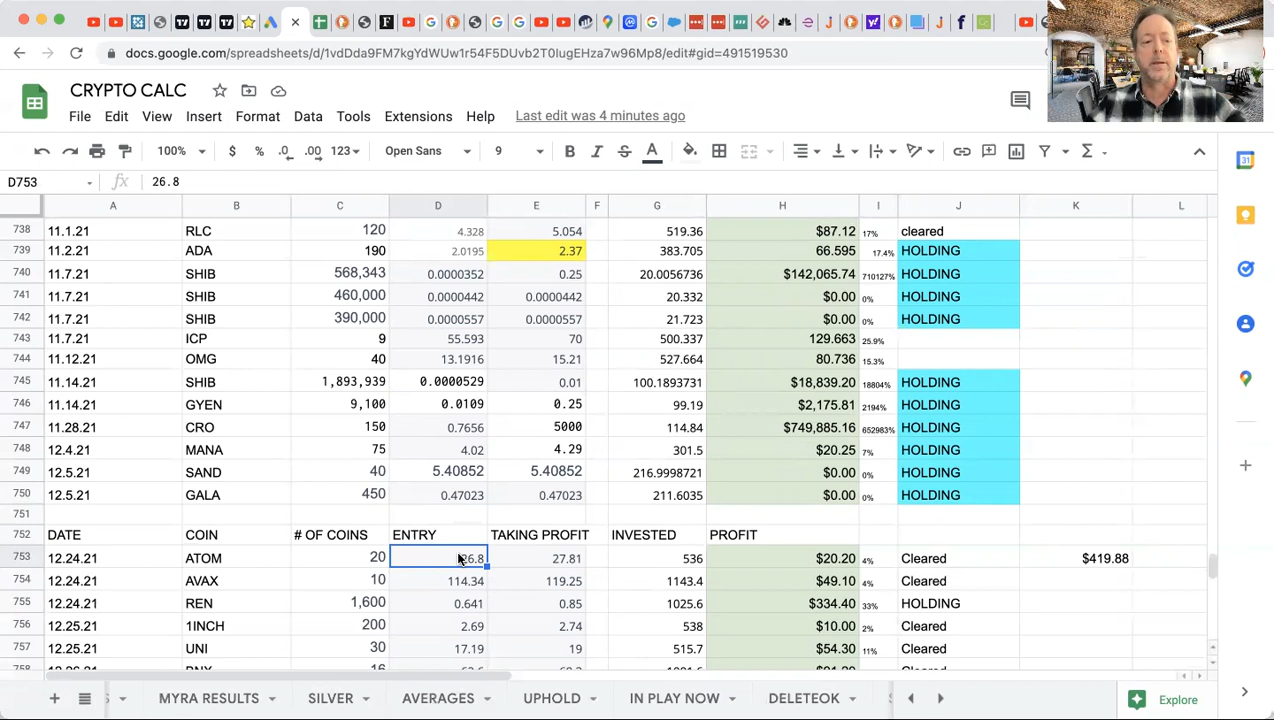 docs.google.com/spreadsheets/d/1vdDda9FM7kgYdWUw1r54F5DUvb2T0IugEHza7w96Mp8/edit#gid=491519530
CRYPTO CALC
File Edit View Insert Format Data Tools Extensions Help Last edit was 4 minutes ago
100% $ % .0 .00 123 Open Sans 9 B I S A
D753 fx 26.8
A B C D E F G H I J K L
738 11.1.21 RLC 120 4.328 5.054 519.36 $87.12 17% cleared
739 11.2.21 ADA 190 2.0195 2.37 383.705 66.595 17.4% HOLDING
740 11.7.21 SHIB 568,343 0.0000352 0.25 20.0056736 $142,065.74 710127% HOLDING
741 11.7.21 SHIB 460,000 0.0000442 0.0000442 20.332 $0.00 0% HOLDING
742 11.7.21 SHIB 390,000 0.0000557 0.0000557 21.723 $0.00 0% HOLDING
743 11.7.21 ICP 9 55.593 70 500.337 129.663 25.9%
744 11.12.21 OMG 40 13.1916 15.21 527.664 80.736 15.3%
745 11.14.21 SHIB 1,893,939 0.0000529 0.01 100.1893731 $18,839.20 18804% HOLDING
746 11.14.21 GYEN 9,100 0.0109 0.25 99.19 $2,175.81 2194% HOLDING
747 11.28.21 CRO 150 0.7656 5000 114.84 $749,885.16 652983% HOLDING
748 12.4.21 MANA 75 4.02 4.29 301.5 $20.25 7% HOLDING
749 12.5.21 SAND 40 5.40852 5.40852 216.9998721 $0.00 0% HOLDING
750 12.5.21 GALA 450 0.47023 0.47023 211.6035 $0.00 0% HOLDING
751
752 DATE COIN # OF COINS ENTRY TAKING PROFIT INVESTED PROFIT
753 12.24.21 ATOM 20 26.8 27.81 536 $20.20 4% Cleared $419.88
754 12.24.21 AVAX 10 114.34 119.25 1143.4 $49.10 4% Cleared
755 12.24.21 REN 1,600 0.641 0.85 1025.6 $334.40 33% HOLDING
756 12.25.21 1INCH 200 2.69 2.74 538 $10.00 2% Cleared
757 12.25.21 UNI 30 17.19 19 515.7 $54.30 11% Cleared
758
MYRA RESULTS SILVER AVERAGES UPHOLD IN PLAY NOW DELETEOK Explore